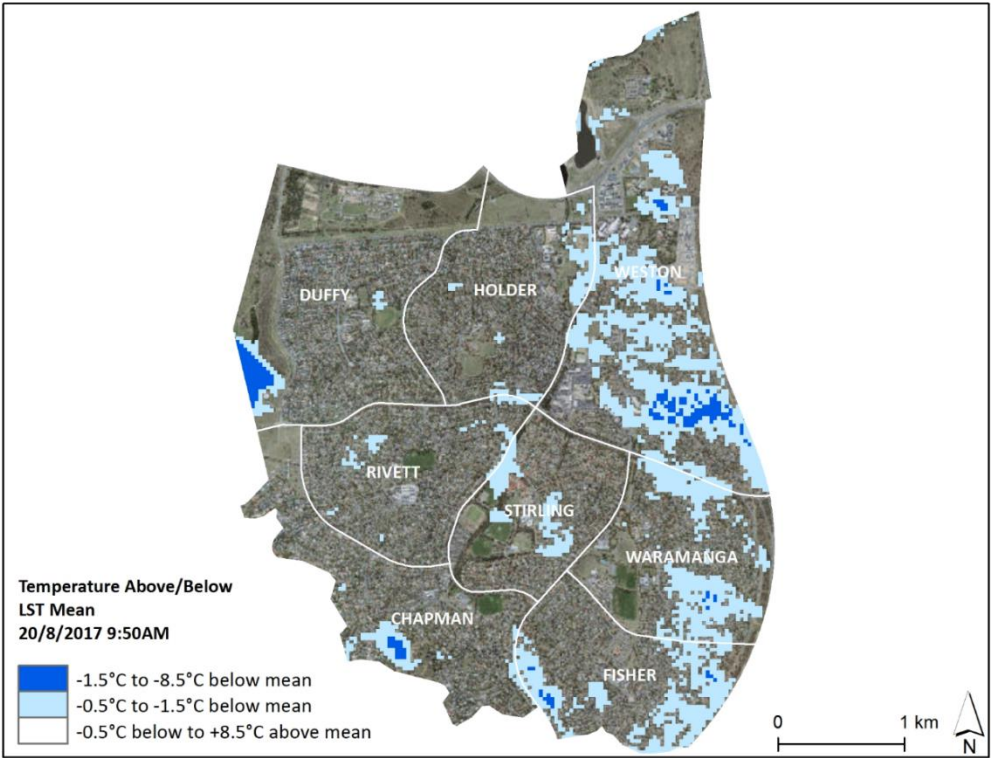 WESTON
DUFFY
HOLDER
RIVETT
STIRLING
WARAMANGA
CHAPMAN
FISHER
Temperature Above/Below
LST Mean
20/8/2017 9:50AM
-1.5°C to -8.5°C below mean
-0.5°C to -1.5°C below mean
-0.5°C below to +8.5°C above mean
0 1 km
N